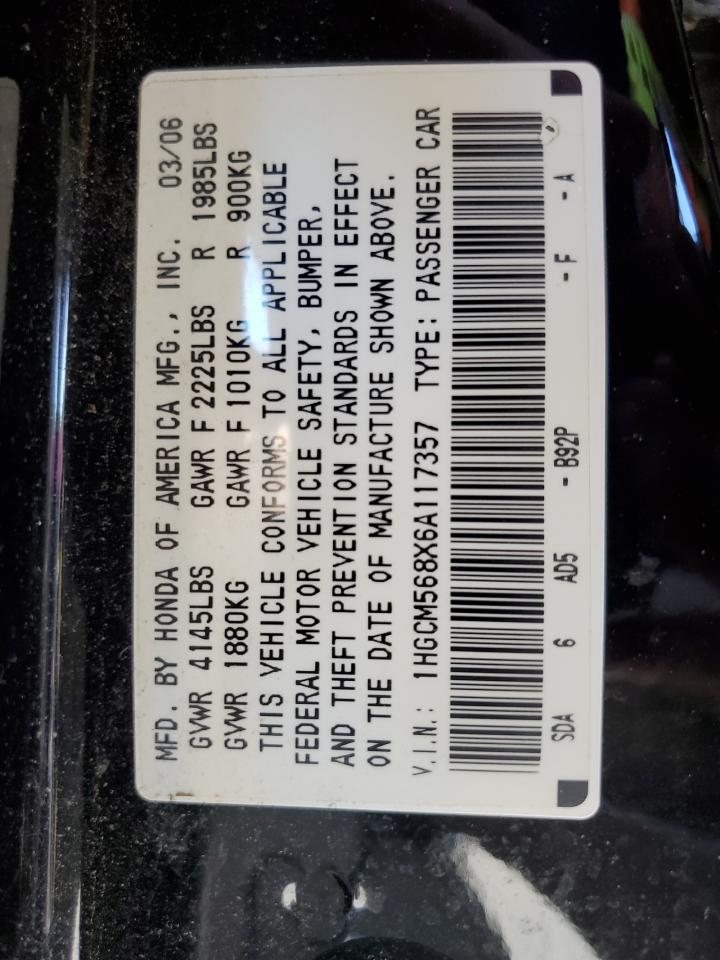 MFD. BY HONDA OF AMERICA MFG., INC. 03/06
GVWR 4145LBS GAWR F 2225LBS R 1985LBS
GVWR 1880KG GAWR F 1010KG R 900KG
THIS VEHICLE CONFORMS TO ALL APPLICABLE
FEDERAL MOTOR VEHICLE SAFETY, BUMPER,
AND THEFT PREVENTION STANDARDS IN EFFECT
ON THE DATE OF MANUFACTURE SHOWN ABOVE.
V.I.N.: 1HGCM568X6A117357 TYPE: PASSENGER CAR
SDA 6 AD5 - B92P - F - A